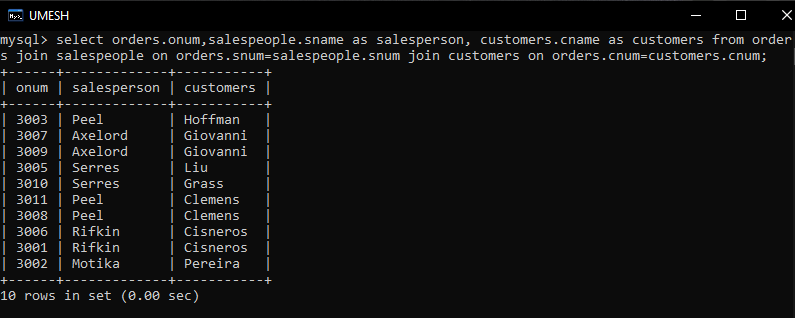 UMESH
mysql> select orders.onum,salespeople.sname as salesperson, customers.cname as customers from order
s join salespeople on orders.snum=salespeople.snum join customers on orders.cnum=customers.cnum;
+------+-------------+-----------+
| onum | salesperson | customers |
+------+-------------+-----------+
| 3003 | Peel        | Hoffman   |
| 3007 | Axelord     | Giovanni  |
| 3009 | Axelord     | Giovanni  |
| 3005 | Serres      | Liu       |
| 3010 | Serres      | Grass     |
| 3011 | Peel        | Clemens   |
| 3008 | Peel        | Clemens   |
| 3006 | Rifkin      | Cisneros  |
| 3001 | Rifkin      | Cisneros  |
| 3002 | Motika      | Pereira   |
+------+-------------+-----------+
10 rows in set (0.00 sec)